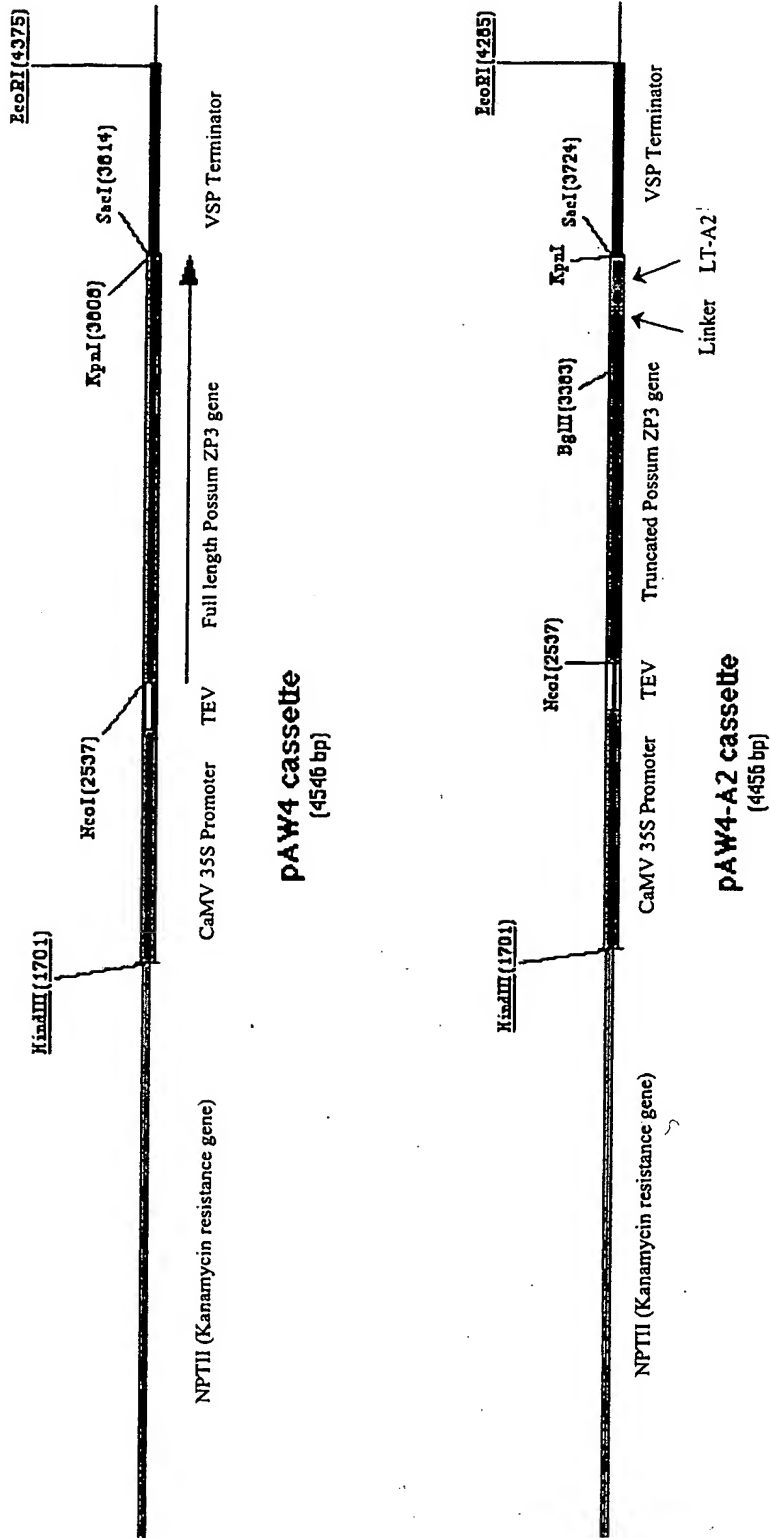 EcoRI(4375)
SacI(3814)
KpnI(3808)
NcoI(2537)
HindIII(1701)
NPTII (Kanamycin resistance gene)
CaMV 35S Promoter
TEV
Full length Possum ZP3 gene
VSP Terminator
pAW4 cassette
(4546 bp)
EcoRI(4285)
SacI(3724)
KpnI
BglII(3383)
NcoI(2537)
HindIII(1701)
NPTII (Kanamycin resistance gene)
CaMV 35S Promoter
TEV
Truncated Possum ZP3 gene
Linker
LT-A2
VSP Terminator
pAW4-A2 cassette
(4456 bp)